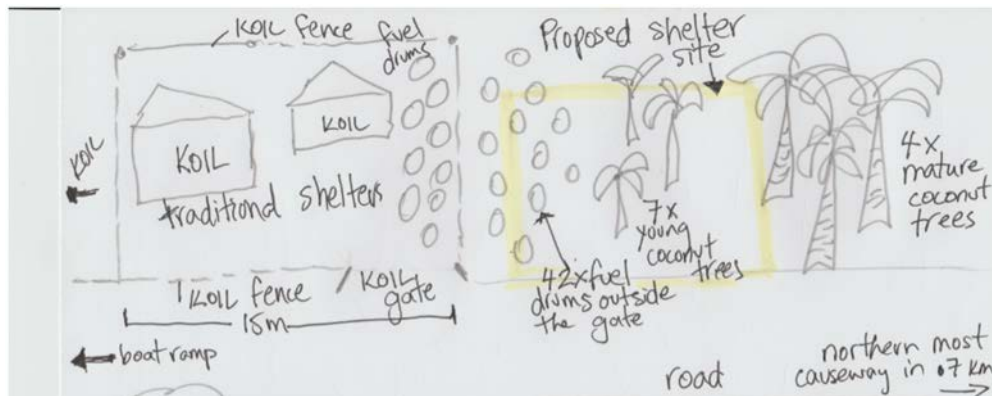 KOIL fence
fuel
drums
Proposed shelter
site
KOIL
KOIL
KOIL
traditional shelters
4x
mature
coconut
trees
7x
young
coconut
trees
42xfuel
drums outside
the gate
KOIL fence
KOIL
gate
15m
boat ramp
road
northern most
causeway in .7 km